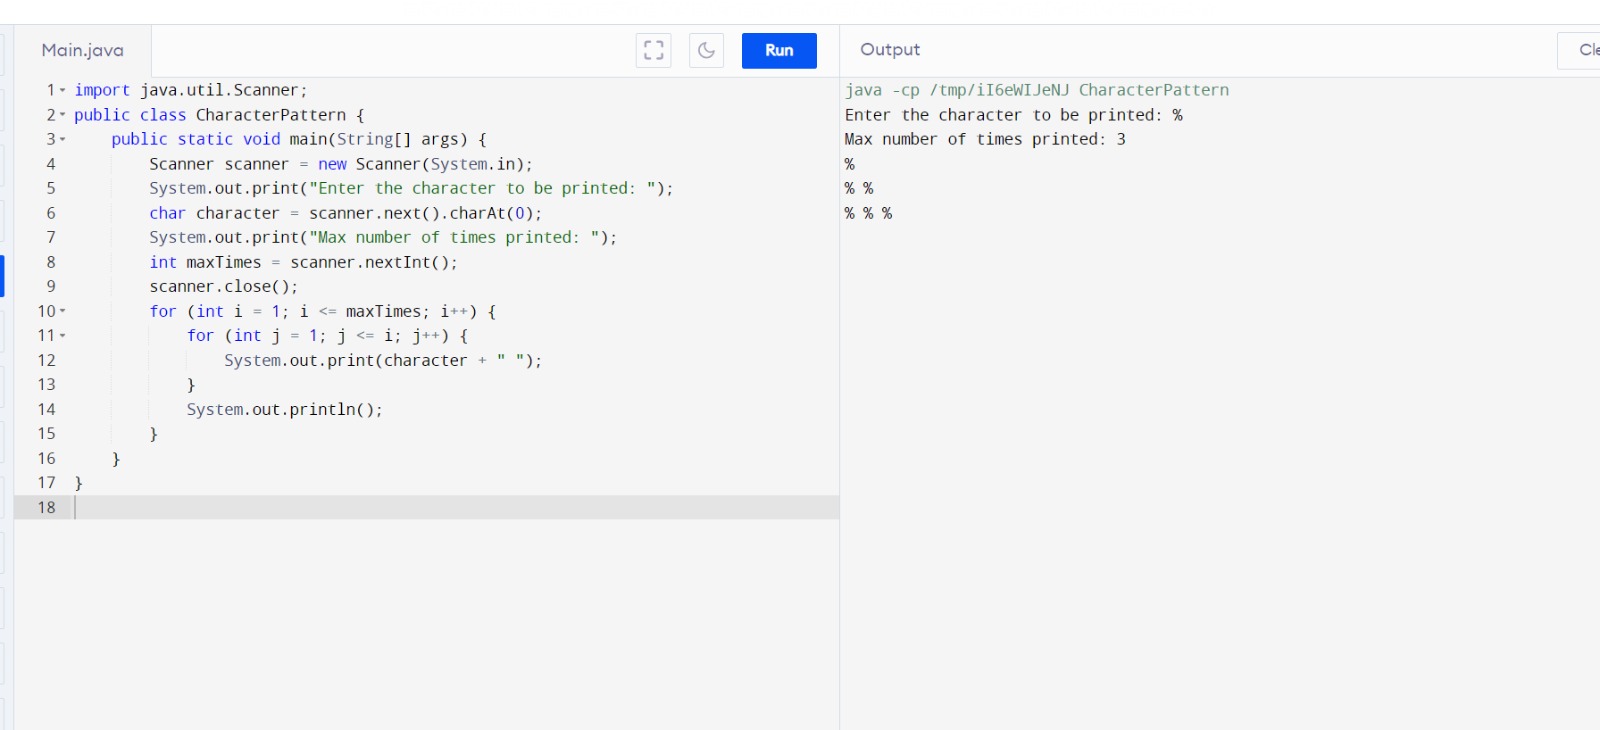 Main.java
Run
1 import java.util.Scanner;
2 public class CharacterPattern {
3     public static void main(String[] args) {
4         Scanner scanner = new Scanner(System.in);
5         System.out.print("Enter the character to be printed: ");
6         char character = scanner.next().charAt(0);
7         System.out.print("Max number of times printed: ");
8         int maxTimes = scanner.nextInt();
9         scanner.close();
10         for (int i = 1; i <= maxTimes; i++) {
11             for (int j = 1; j <= i; j++) {
12                 System.out.print(character + " ");
13             }
14             System.out.println();
15         }
16     }
17 }
18
Output
java -cp /tmp/iI6eWIJeNJ CharacterPattern
Enter the character to be printed: %
Max number of times printed: 3
%
% %
% % %